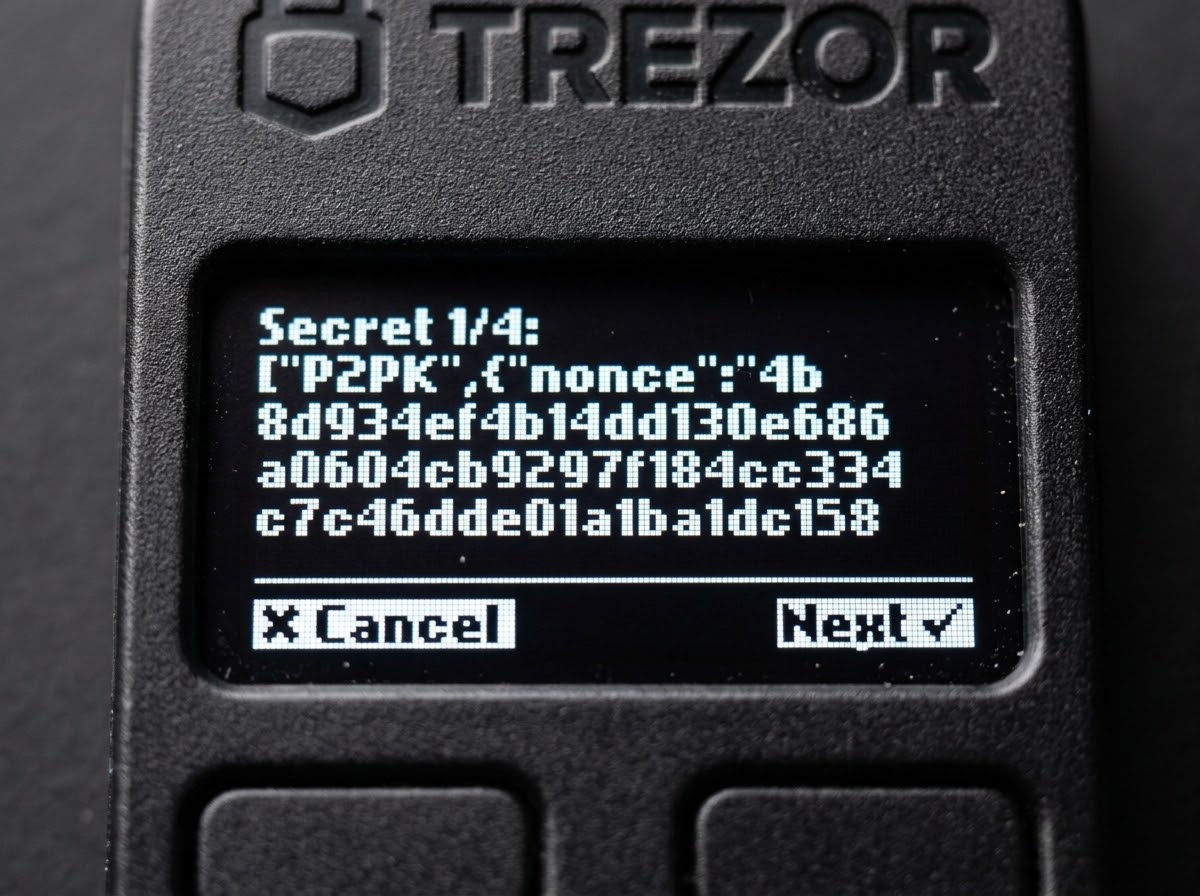 TREZOR
Secret 1/4:
["P2PK",{"nonce":"4b
8d934ef4b14dd130e686
a0604cb9297f184cc334
c7c46dde01a1ba1dc158
✗ Cancel
Next ✓